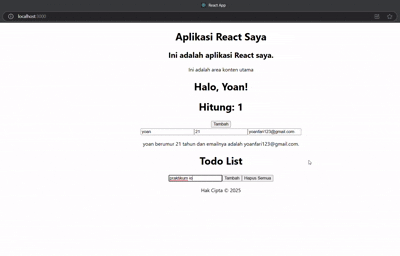 React App
localhost:3000
Aplikasi React Saya
Ini adalah aplikasi React saya.
Ini adalah area konten utama
Halo, Yoan!
Hitung: 1
Tambah
yoan 21 yoanfari123@gmail.com
yoan berumur 21 tahun dan emailnya adalah yoanfari123@gmail.com.
Todo List
praktikum xi Tambah Hapus Semua
Hak Cipta © 2025